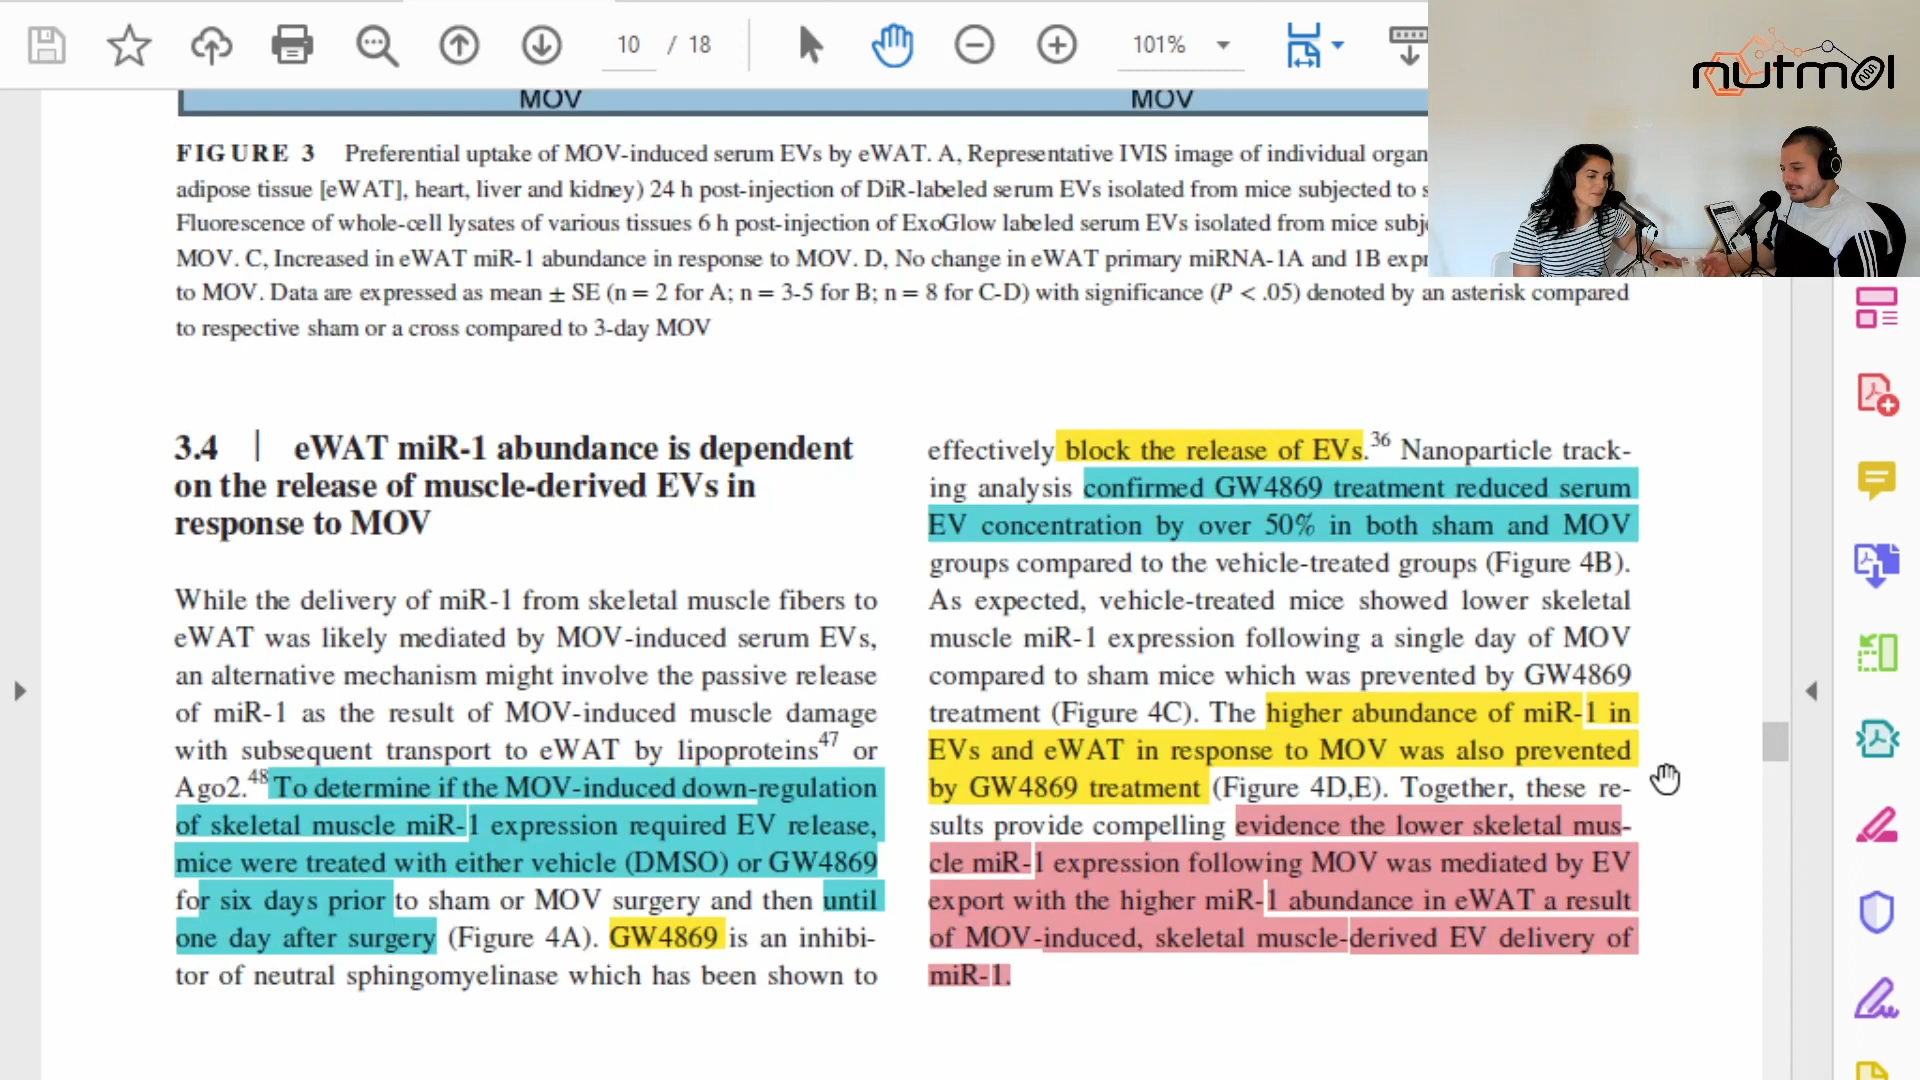 10 / 18
101%
nutmol
MOV MOV
FIGURE 3 Preferential uptake of MOV-induced serum EVs by eWAT. A, Representative IVIS image of individual organ
adipose tissue [eWAT], heart, liver and kidney) 24 h post-injection of DiR-labeled serum EVs isolated from mice subjected to s
Fluorescence of whole-cell lysates of various tissues 6 h post-injection of ExoGlow labeled serum EVs isolated from mice subje
MOV. C, Increased in eWAT miR-1 abundance in response to MOV. D, No change in eWAT primary miRNA-1A and 1B expr
to MOV. Data are expressed as mean ± SE (n = 2 for A; n = 3-5 for B; n = 8 for C-D) with significance (P < .05) denoted by an asterisk compared
to respective sham or a cross compared to 3-day MOV
3.4 | eWAT miR-1 abundance is dependent
on the release of muscle-derived EVs in
response to MOV
While the delivery of miR-1 from skeletal muscle fibers to
eWAT was likely mediated by MOV-induced serum EVs,
an alternative mechanism might involve the passive release
of miR-1 as the result of MOV-induced muscle damage
with subsequent transport to eWAT by lipoproteins47 or
Ago2.48 To determine if the MOV-induced down-regulation
of skeletal muscle miR-1 expression required EV release,
mice were treated with either vehicle (DMSO) or GW4869
for six days prior to sham or MOV surgery and then until
one day after surgery (Figure 4A). GW4869 is an inhibi-
tor of neutral sphingomyelinase which has been shown to
effectively block the release of EVs.36 Nanoparticle track-
ing analysis confirmed GW4869 treatment reduced serum
EV concentration by over 50% in both sham and MOV
groups compared to the vehicle-treated groups (Figure 4B).
As expected, vehicle-treated mice showed lower skeletal
muscle miR-1 expression following a single day of MOV
compared to sham mice which was prevented by GW4869
treatment (Figure 4C). The higher abundance of miR-1 in
EVs and eWAT in response to MOV was also prevented
by GW4869 treatment (Figure 4D,E). Together, these re-
sults provide compelling evidence the lower skeletal mus-
cle miR-1 expression following MOV was mediated by EV
export with the higher miR-1 abundance in eWAT a result
of MOV-induced, skeletal muscle-derived EV delivery of
miR-1.